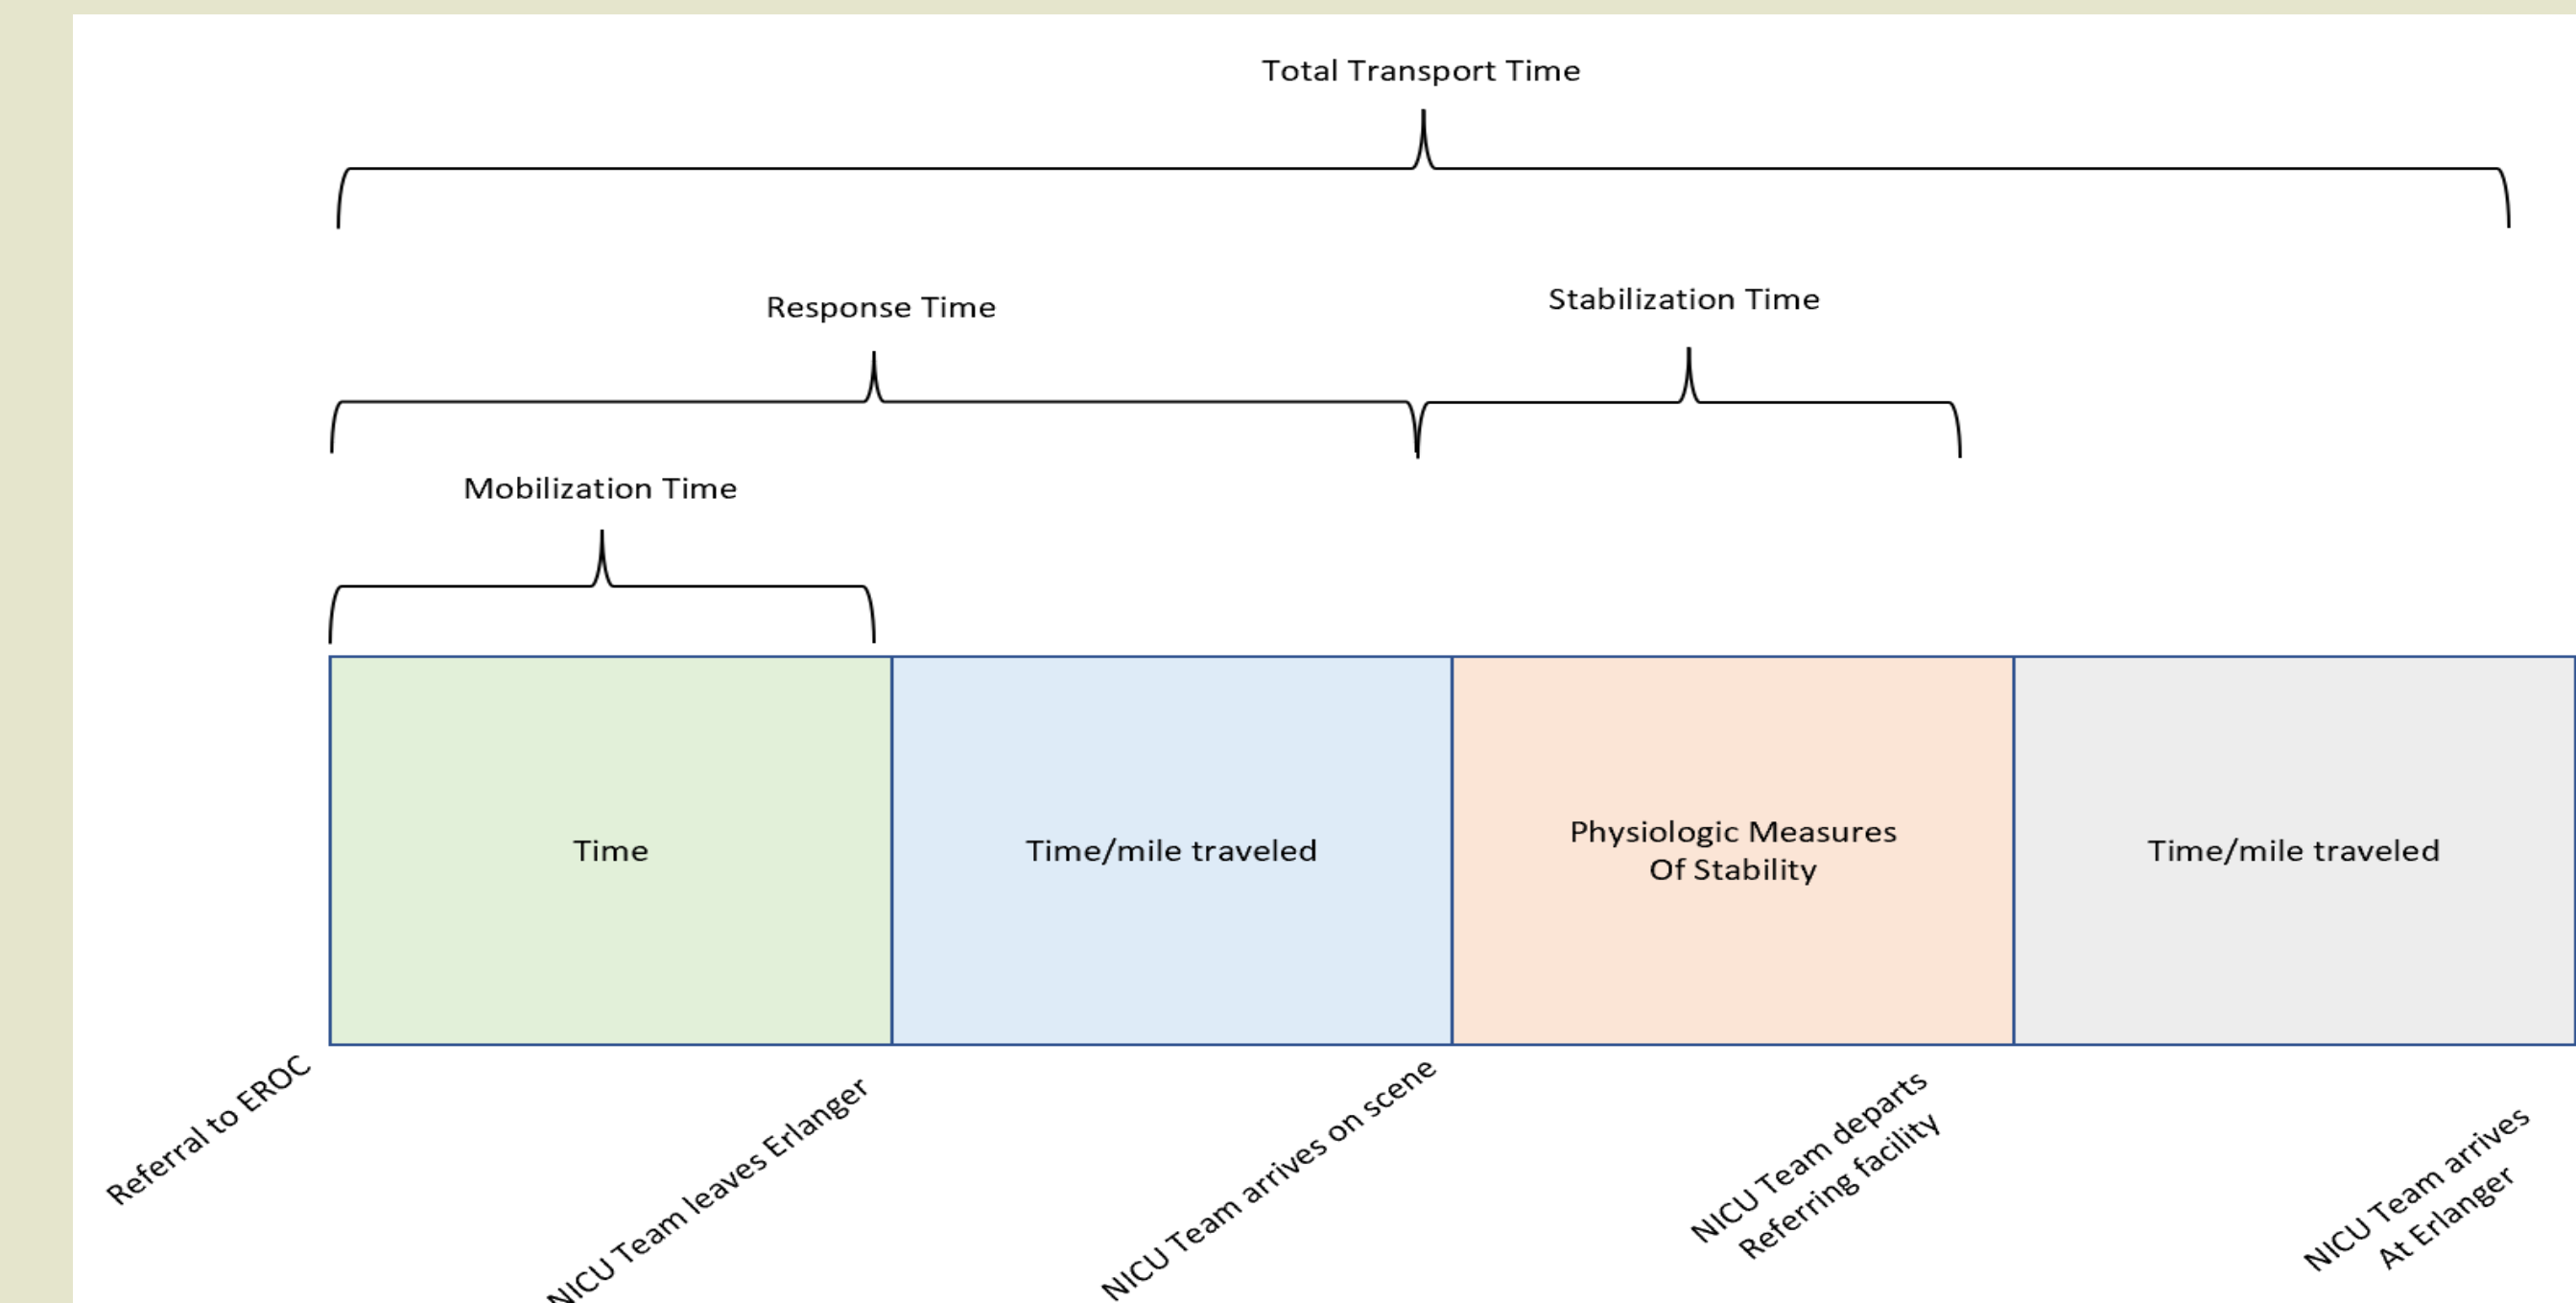 Total Transport Time
Response Time
Stabilization Time
Mobilization Time
Time
Time/mile traveled
Physiologic Measures
Of Stability
Time/mile traveled
Referral to EROC
NICU Team leaves Erlanger
NICU Team arrives on scene
NICU Team departs
Referring facility
NICU Team arrives
At Erlanger